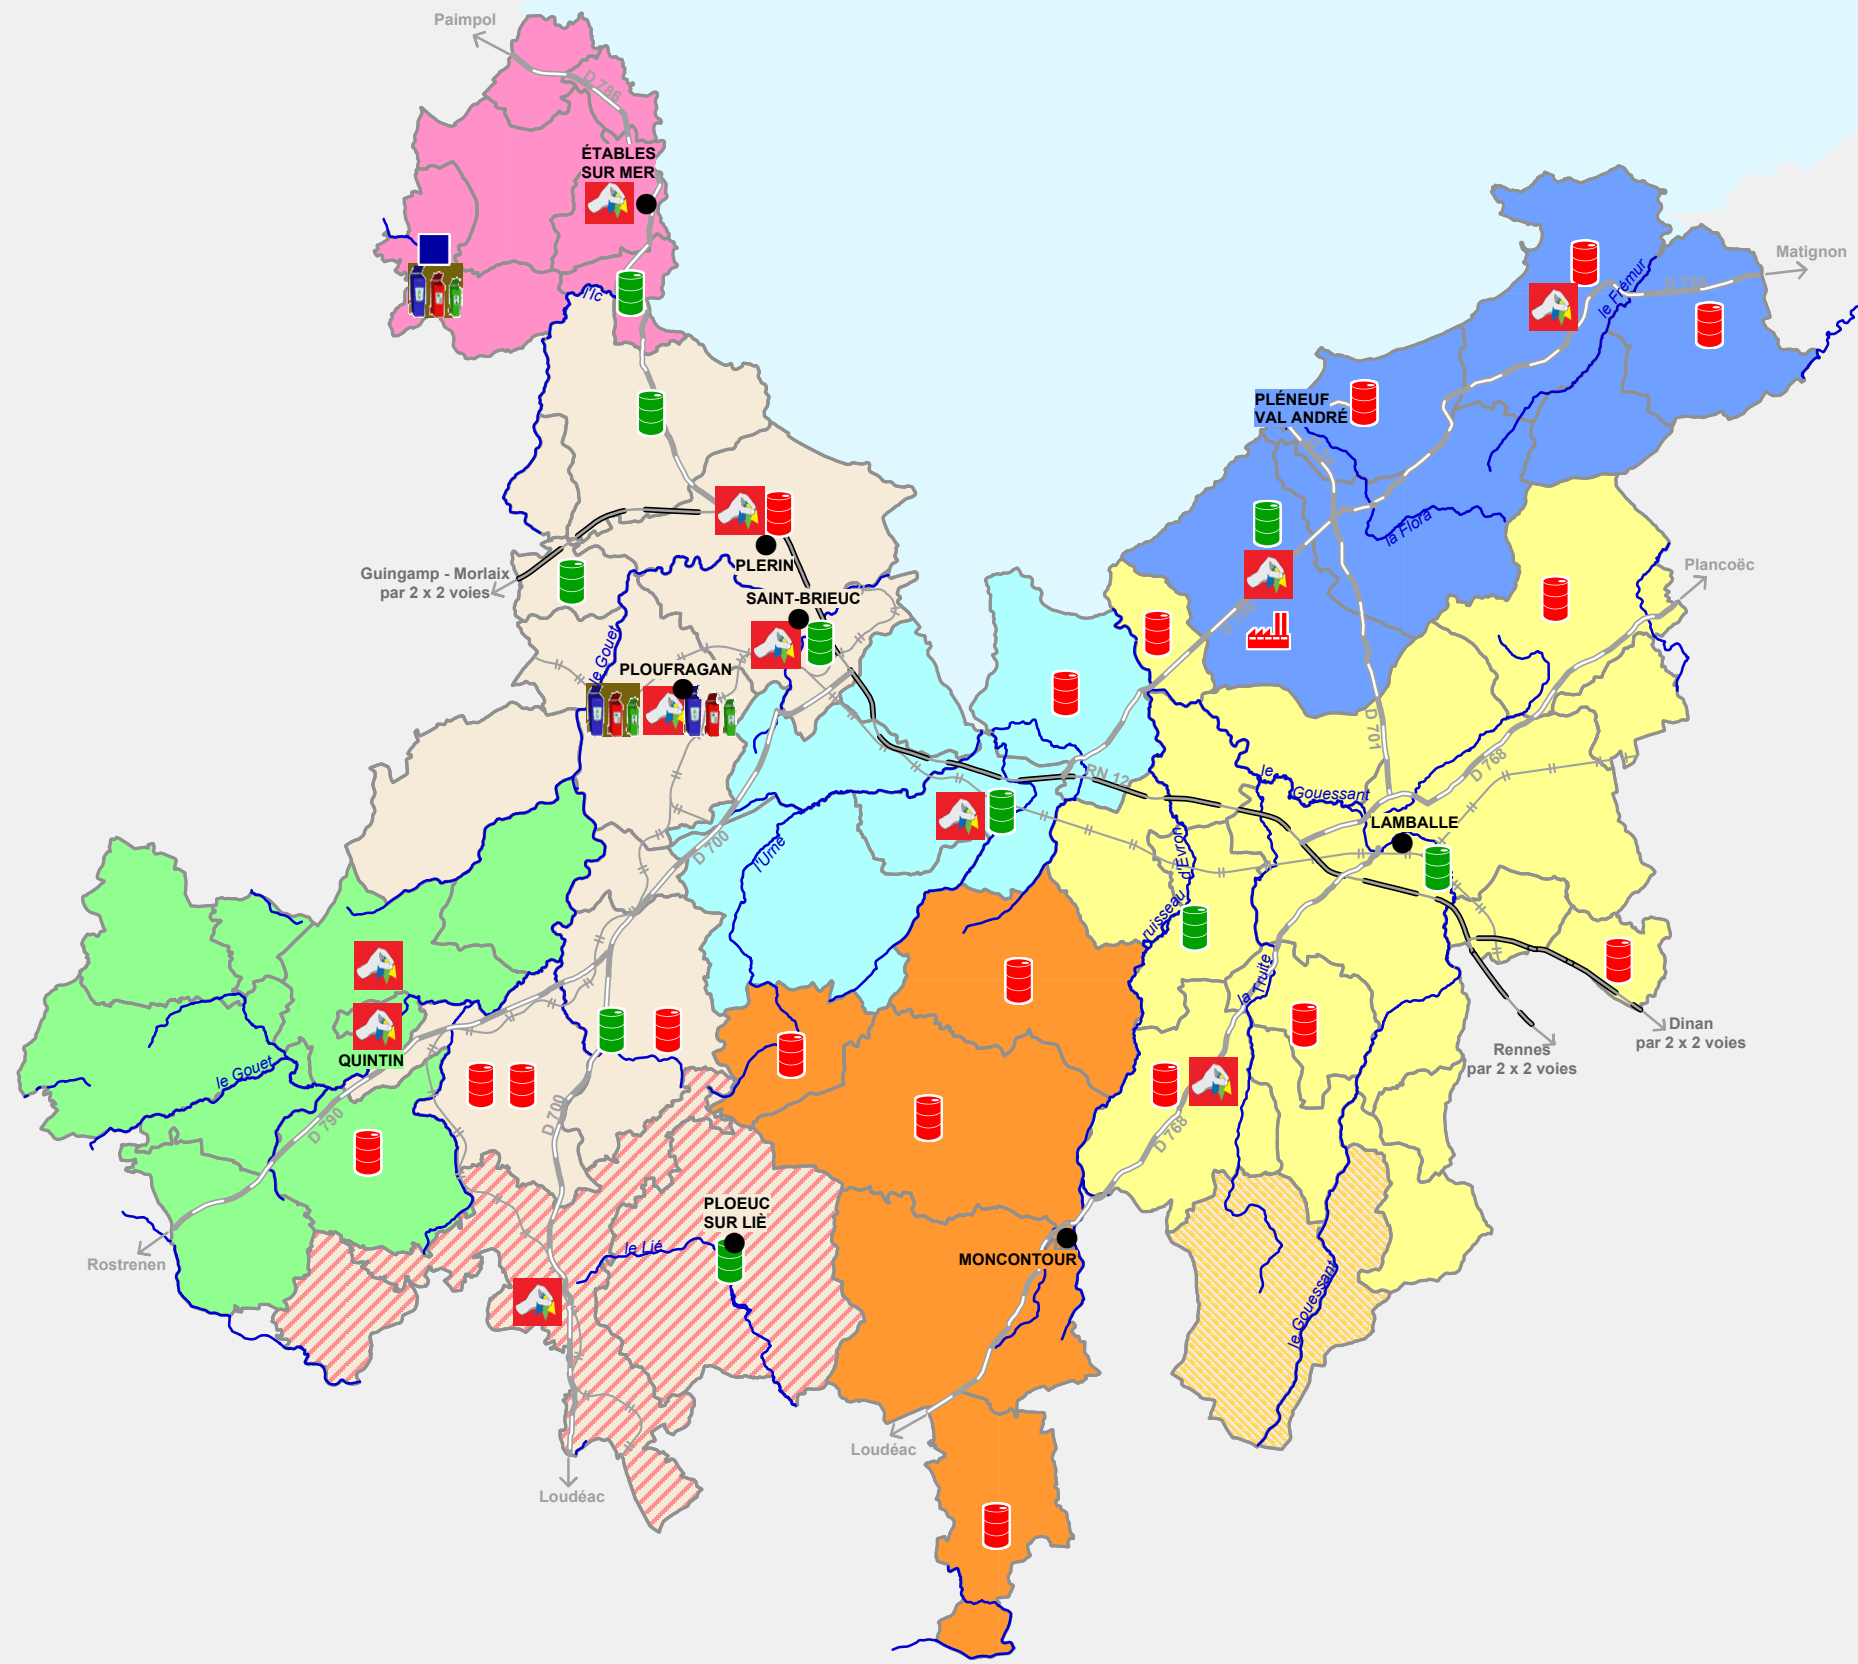 Paimpol
D 786
ÉTABLES
SUR MER
Matignon
D 786
le Frémur
l'Ic
PLÉNEUF
VAL ANDRÉ
la Flora
PLERIN
Guingamp - Morlaix
par 2 x 2 voies
SAINT-BRIEUC
Plancoëc
D 786
le Gouet
PLOUFRAGAN
D 701
D 768
RN 12
le
Gouessant
LAMBALLE
D 700
l'Urne
ruisseau d'Evron
la Truite
QUINTIN
le Gouet
Dinan
par 2 x 2 voies
Rennes
par 2 x 2 voies
D 790
D 700
D 768
PLOEUC
SUR LIÈ
le Lié
MONCONTOUR
Rostrenen
le Gouessant
Loudéac
Loudéac